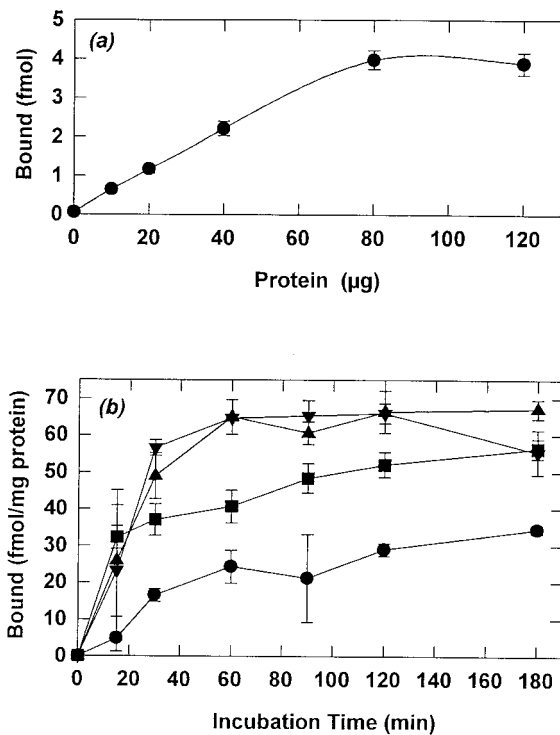 (a)
Bound (fmol)
5
4
3
2
1
0
0 20 40 60 80 100 120
Protein (µg)
(b)
Bound (fmol/mg protein)
70
60
50
40
30
20
10
0
0 20 40 60 80 100 120 140 160 180
Incubation Time (min)